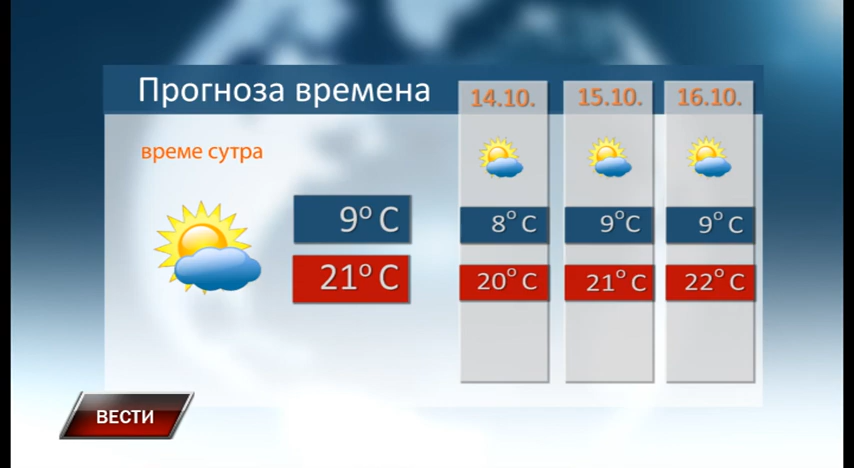 Прогноза времена
време сутра
9° C
21° C
14.10.
8° C
20° C
15.10.
9°C
21° C
16.10.
9° C
22° C
ВЕСТИ